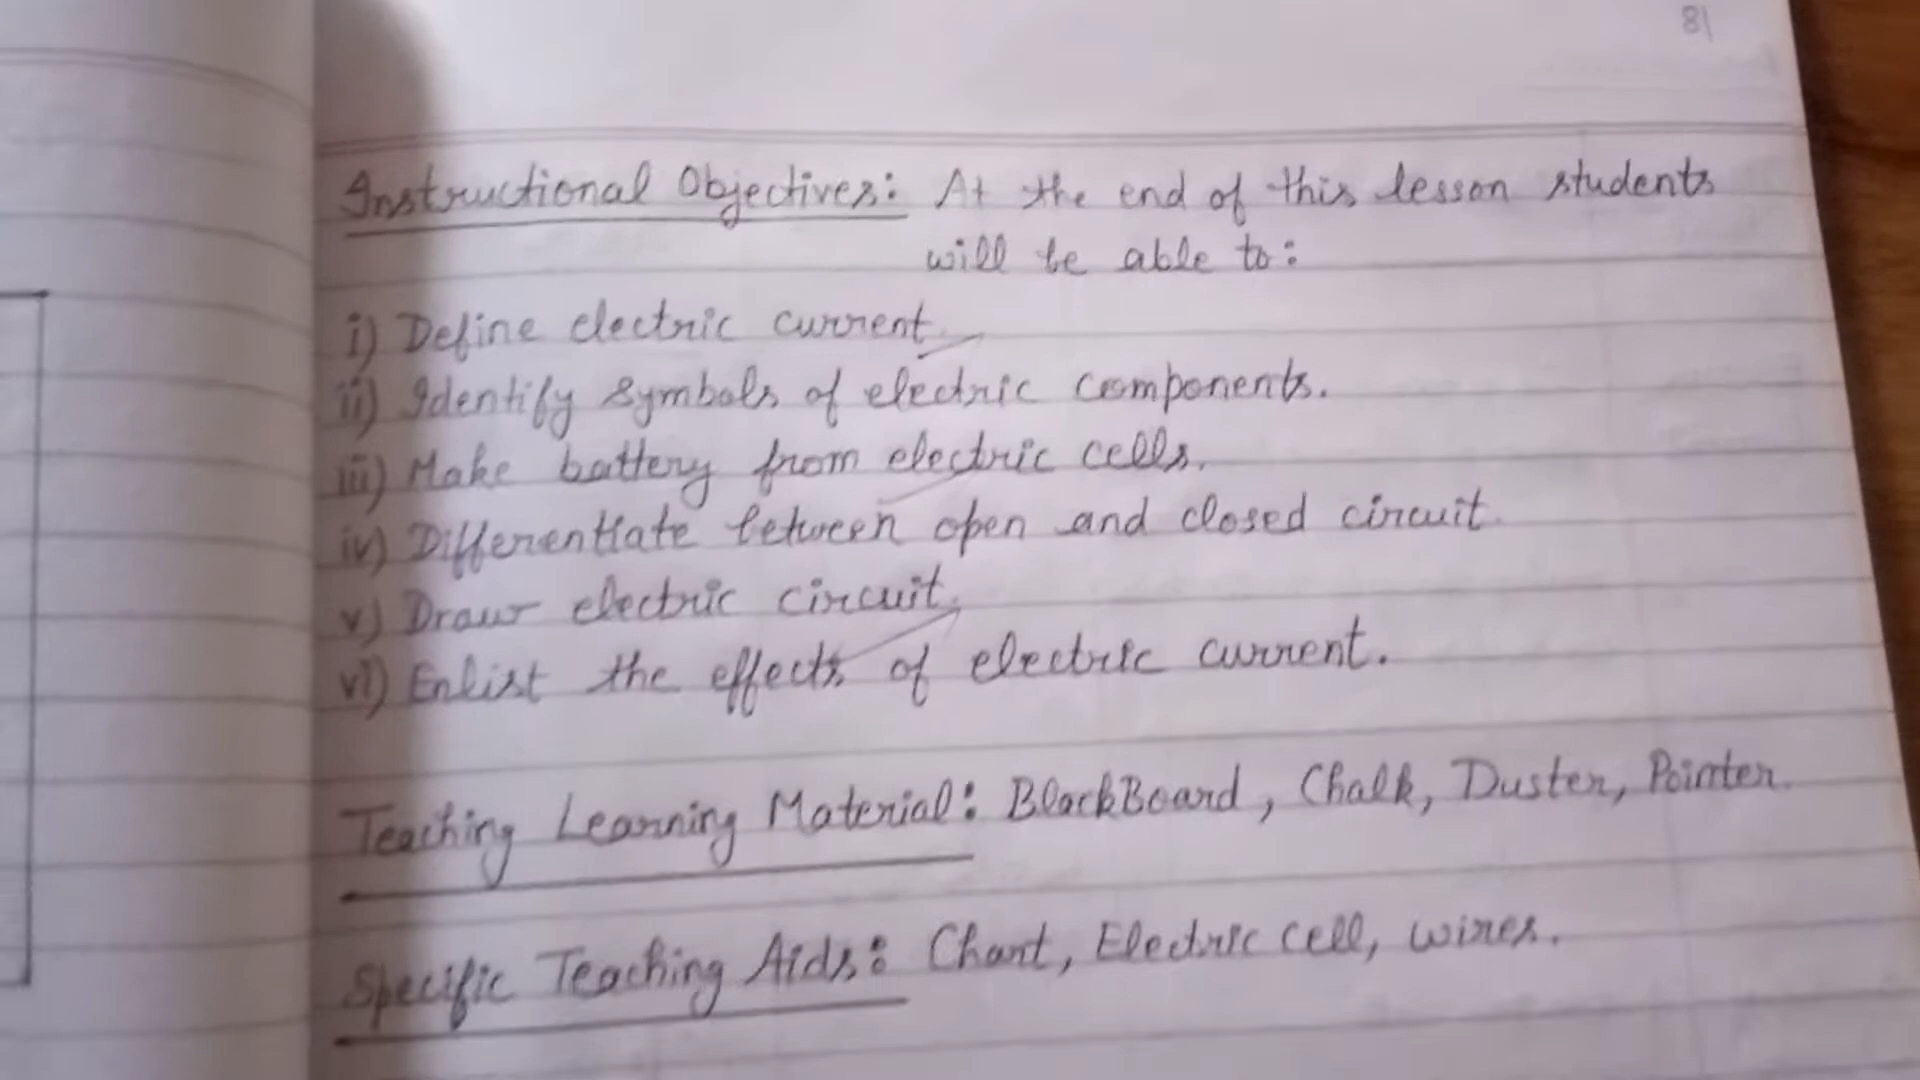 81
Instructional Objectives: At the end of this lesson students
will be able to:
i) Define electric current
ii) Identify symbols of electric components.
iii) Make battery from electric cells.
iv) Differentiate between open and closed circuit.
v) Draw electric circuit.
vi) Enlist the effects of electric current.
Teaching Learning Material: BlackBoard, Chalk, Duster, Pointer.
Specific Teaching Aids: Chart, Electric cell, wires.